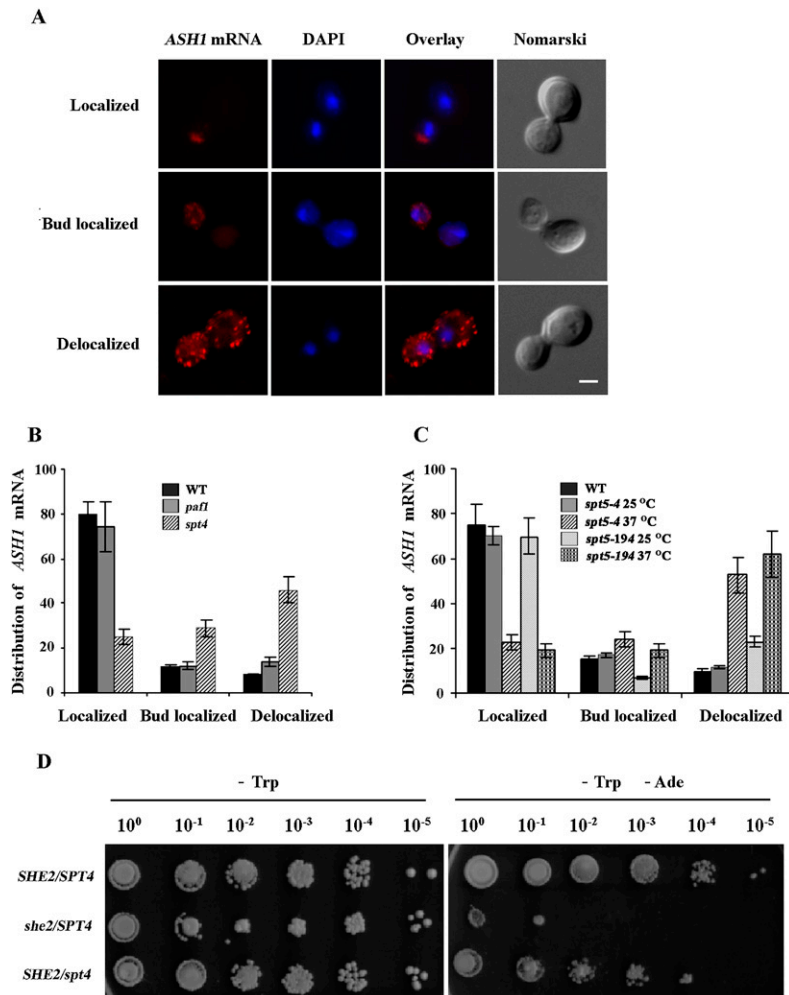 A
ASH1 mRNA DAPI Overlay Nomarski
Localized
Bud localized
Delocalized
B
Distribution of ASH1 mRNA
100
80
60
40
20
0
WT
paf1
spt4
Localized Bud localized Delocalized
C
Distribution of ASH1 mRNA
100
80
60
40
20
0
WT
spt5-4 25 °C
spt5-4 37 °C
spt5-194 25 °C
spt5-194 37 °C
Localized Bud localized Delocalized
D
- Trp - Trp - Ade
10⁰ 10⁻¹ 10⁻² 10⁻³ 10⁻⁴ 10⁻⁵ 10⁰ 10⁻¹ 10⁻² 10⁻³ 10⁻⁴ 10⁻⁵
SHE2/SPT4
she2/SPT4
SHE2/spt4